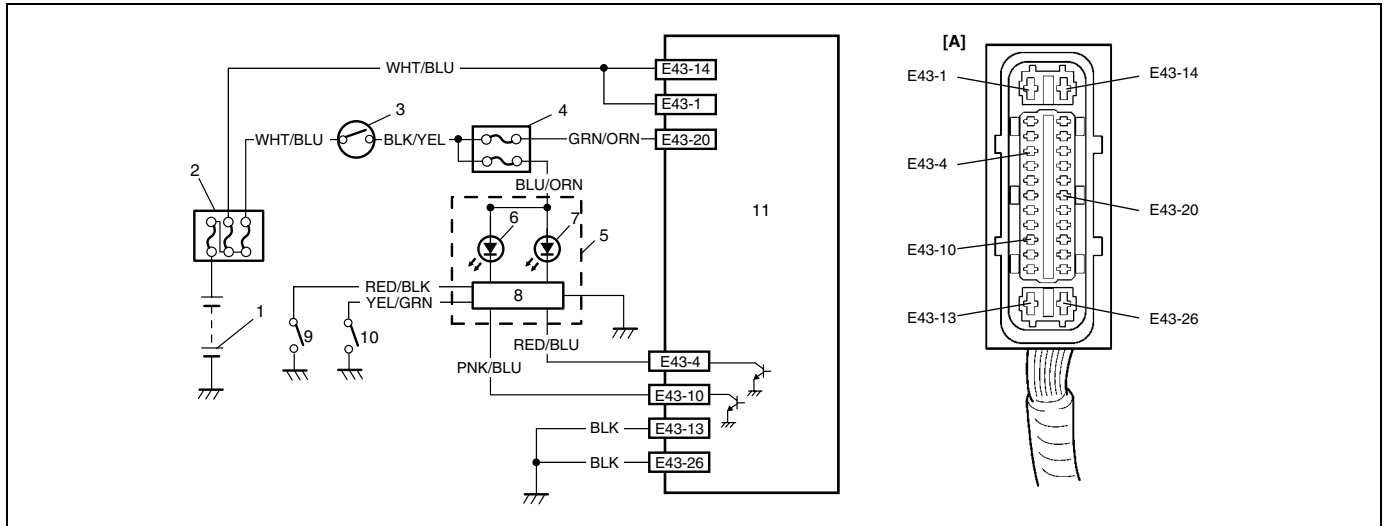 [A]
WHT/BLU
E43-14
E43-1
E43-14
E43-1
3
4
WHT/BLU
BLK/YEL
GRN/ORN
E43-20
E43-4
2
BLU/ORN
6
7
5
11
E43-20
E43-10
RED/BLK
YEL/GRN
8
1
9
10
RED/BLU
PNK/BLU
E43-4
E43-10
E43-13
E43-26
BLK
E43-13
BLK
E43-26